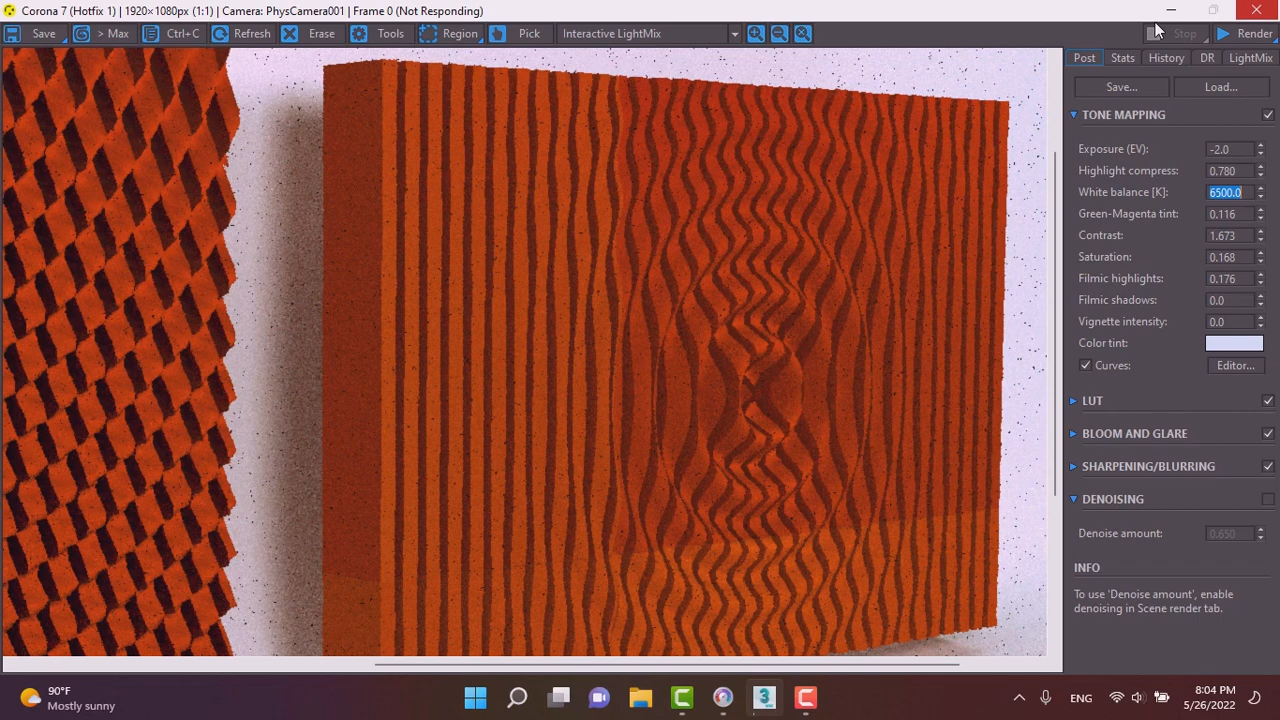 Corona 7 (Hotfix 1) | 1920×1080px (1:1) | Camera: PhysCamera001 | Frame 0 (Not Responding)
Save > Max Ctrl+C Refresh Erase Tools Region Pick Interactive LightMix Stop Render
Post Stats History DR LightMix
Save... Load...
TONE MAPPING
Exposure (EV): -2.0
Highlight compress: 0.780
White balance [K]: 6500.0
Green-Magenta tint: 0.116
Contrast: 1.673
Saturation: 0.168
Filmic highlights: 0.176
Filmic shadows: 0.0
Vignette intensity: 0.0
Color tint:
Curves: Editor...
LUT
BLOOM AND GLARE
SHARPENING/BLURRING
DENOISING
Denoise amount: 0.650
INFO
To use 'Denoise amount', enable
denoising in Scene render tab.
90°F
Mostly sunny
ENG
8:04 PM
5/26/2022